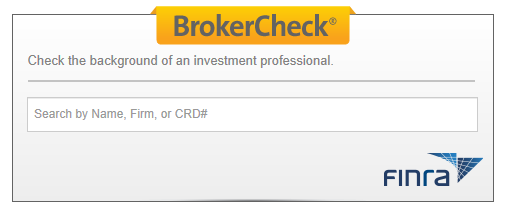 BrokerCheck®
Check the background of an investment professional.
Search by Name, Firm, or CRD#
FINRA